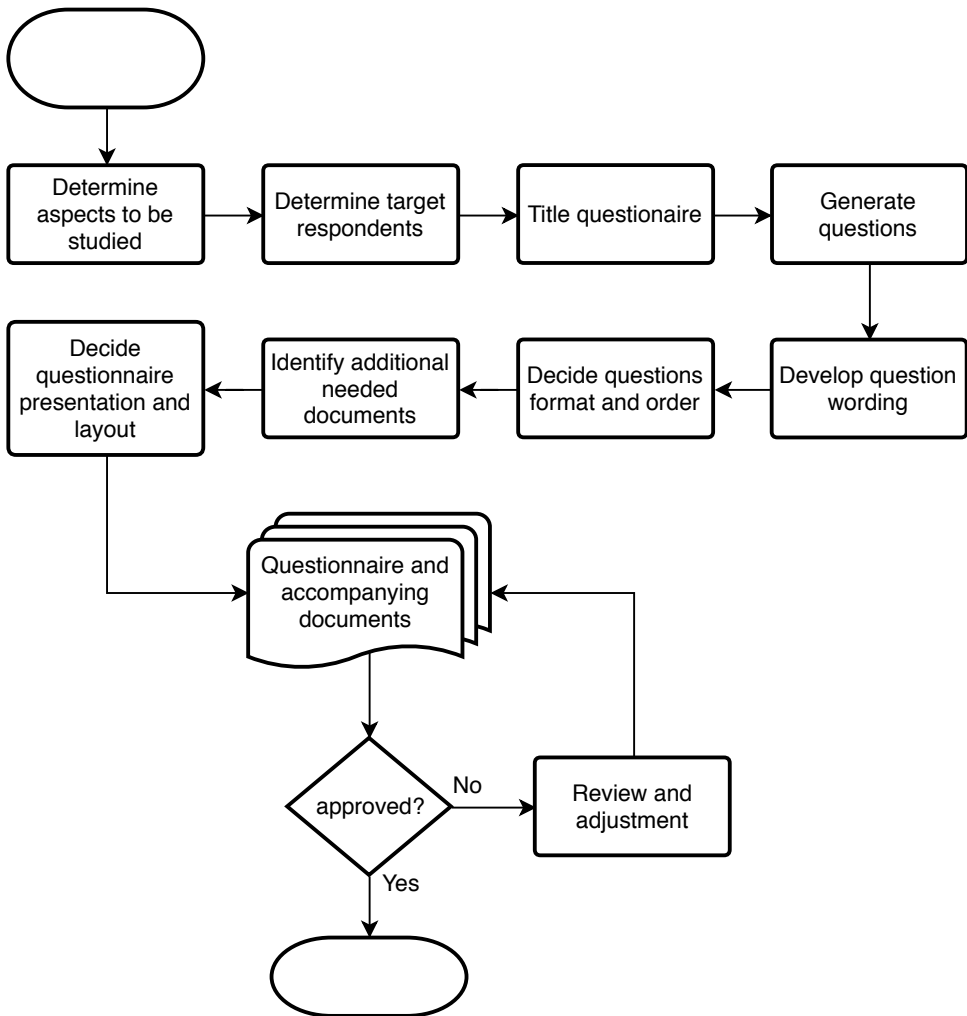 Determine
aspects to be
studied
Determine target
respondents
Title questionaire
Generate
questions
Decide
questionnaire
presentation and
layout
Identify additional
needed
documents
Decide questions
format and order
Develop question
wording
Questionnaire and
accompanying
documents
approved?
No
Review and
adjustment
Yes